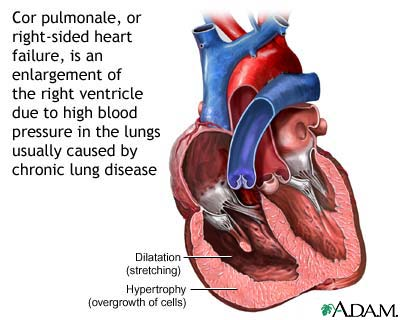 Cor pulmonale, or
right-sided heart
failure, is an
enlargement of
the right ventricle
due to high blood
pressure in the lungs
usually caused by
chronic lung disease
Dilatation
(stretching)
Hypertrophy
(overgrowth of cells)
A.D.A.M.